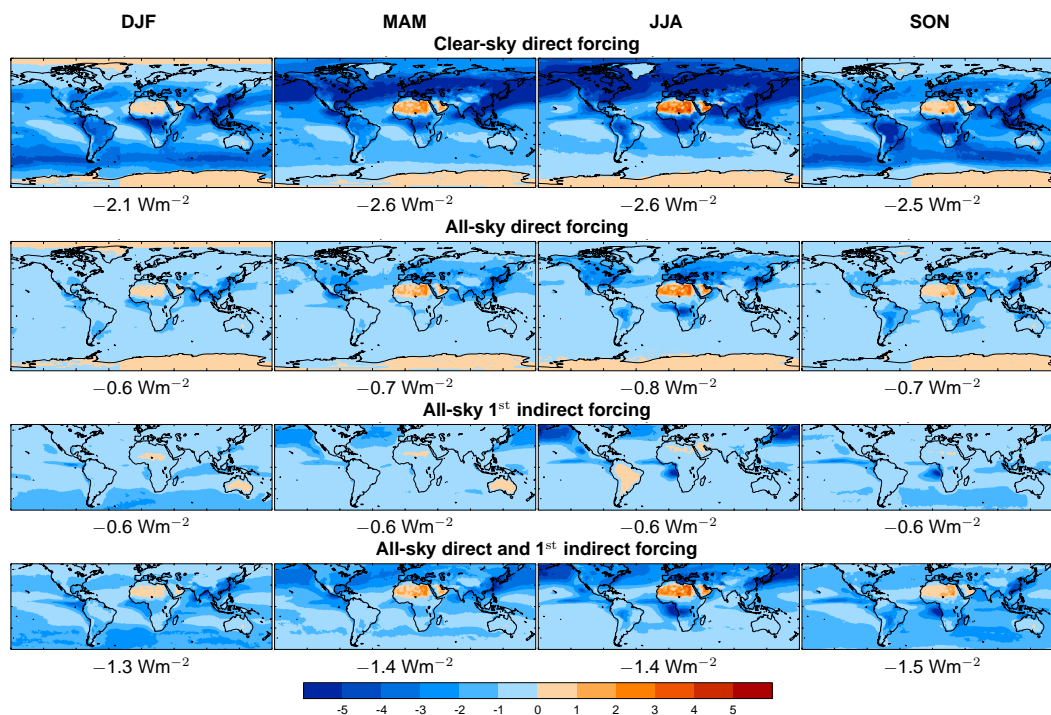 DJF MAM JJA SON
Clear-sky direct forcing
−2.1 Wm−2 −2.6 Wm−2 −2.6 Wm−2 −2.5 Wm−2
All-sky direct forcing
−0.6 Wm−2 −0.7 Wm−2 −0.8 Wm−2 −0.7 Wm−2
All-sky 1st indirect forcing
−0.6 Wm−2 −0.6 Wm−2 −0.6 Wm−2 −0.6 Wm−2
All-sky direct and 1st indirect forcing
−1.3 Wm−2 −1.4 Wm−2 −1.4 Wm−2 −1.5 Wm−2
-5 -4 -3 -2 -1 0 1 2 3 4 5